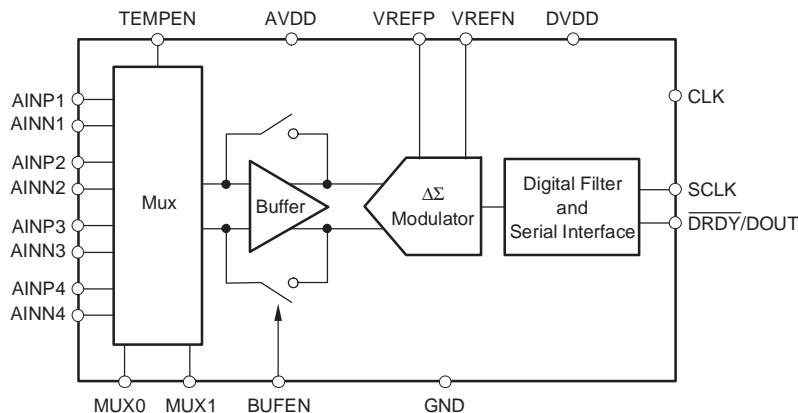 TEMPEN
AVDD
VREFP
VREFN
DVDD
AINP1
AINN1
AINP2
AINN2
AINP3
AINN3
AINP4
AINN4
Mux
Buffer
ΔΣ
Modulator
Digital Filter
and
Serial Interface
CLK
SCLK
D̅R̅D̅Y̅/DOUT
MUX0
MUX1
BUFEN
GND